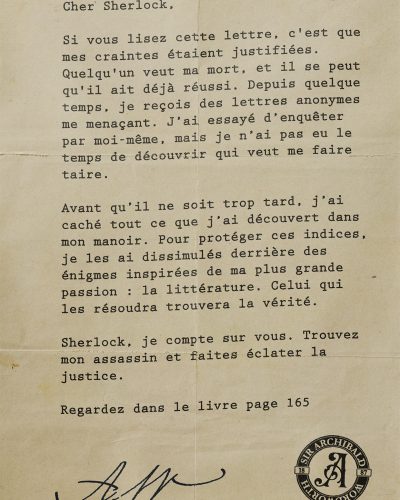 Cher Sherlock,
Si vous lisez cette lettre, c'est que
mes craintes étaient justifiées.
Quelqu'un veut ma mort, et il se peut
qu'il ait déjà réussi. Depuis quelque
temps, je reçois des lettres anonymes
me menaçant. J'ai essayé d'enquêter
par moi-même, mais je n'ai pas eu le
temps de découvrir qui veut me faire
taire.
Avant qu'il ne soit trop tard, j'ai
caché tout ce que j'ai découvert dans
mon manoir. Pour protéger ces indices,
je les ai dissimulés derrière des
énigmes inspirées de ma plus grande
passion : la littérature. Celui qui
les résoudra trouvera la vérité.
Sherlock, je compte sur vous. Trouvez
mon assassin et faites éclater la
justice.
Regardez dans le livre page 165
SIR ARCHIBALD
18 A 87
WORDWORTH